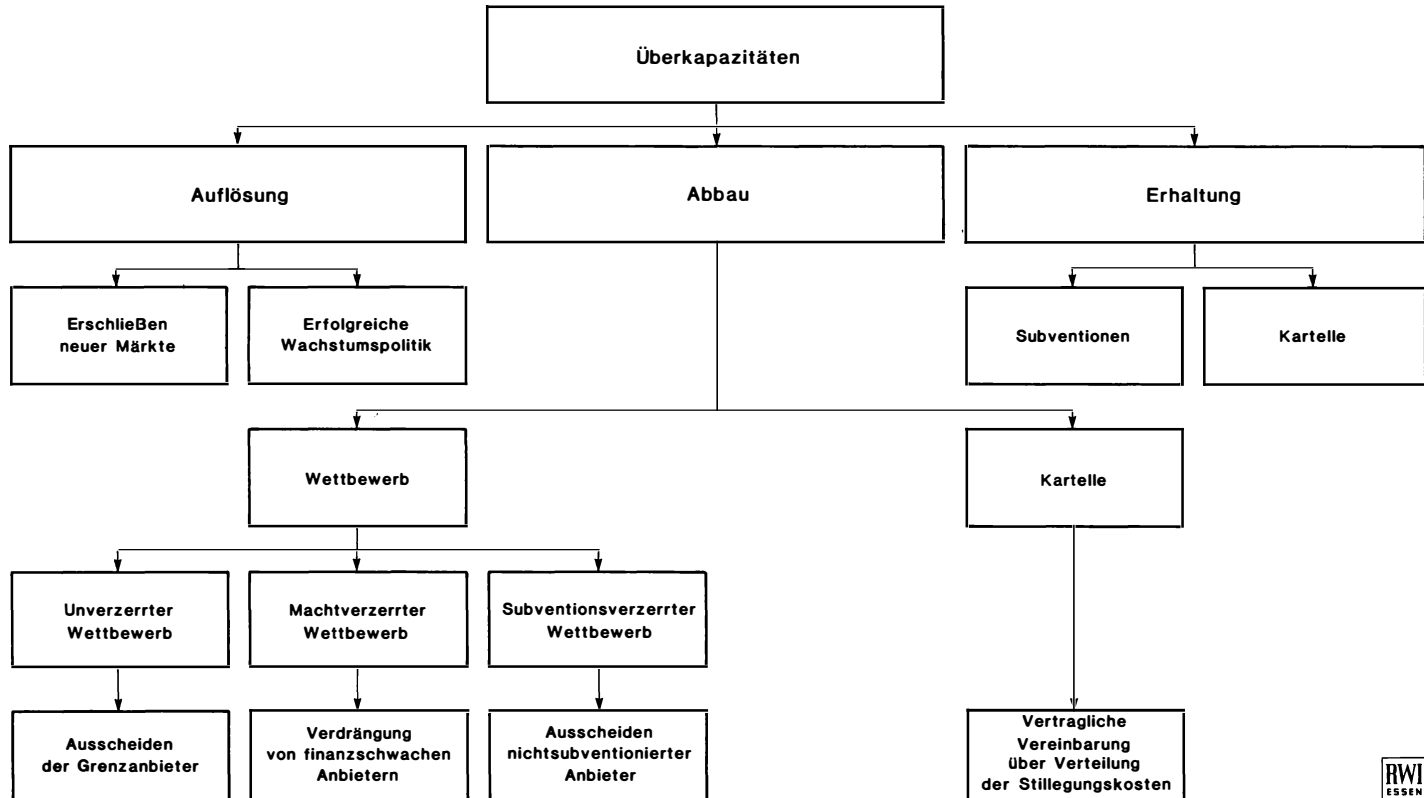 Überkapazitäten
Auflösung
Abbau
Erhaltung
Erschließen
neuer Märkte
Erfolgreiche
Wachstumspolitik
Subventionen
Kartelle
Wettbewerb
Kartelle
Unverzerrter
Wettbewerb
Machtverzerrter
Wettbewerb
Subventionsverzerrter
Wettbewerb
Ausscheiden
der Grenzanbieter
Verdrängung
von finanzschwachen
Anbietern
Ausscheiden
nichtsubventionierter
Anbieter
Vertragliche
Vereinbarung
über Verteilung
der Stillegungskosten
RWI
ESSEN